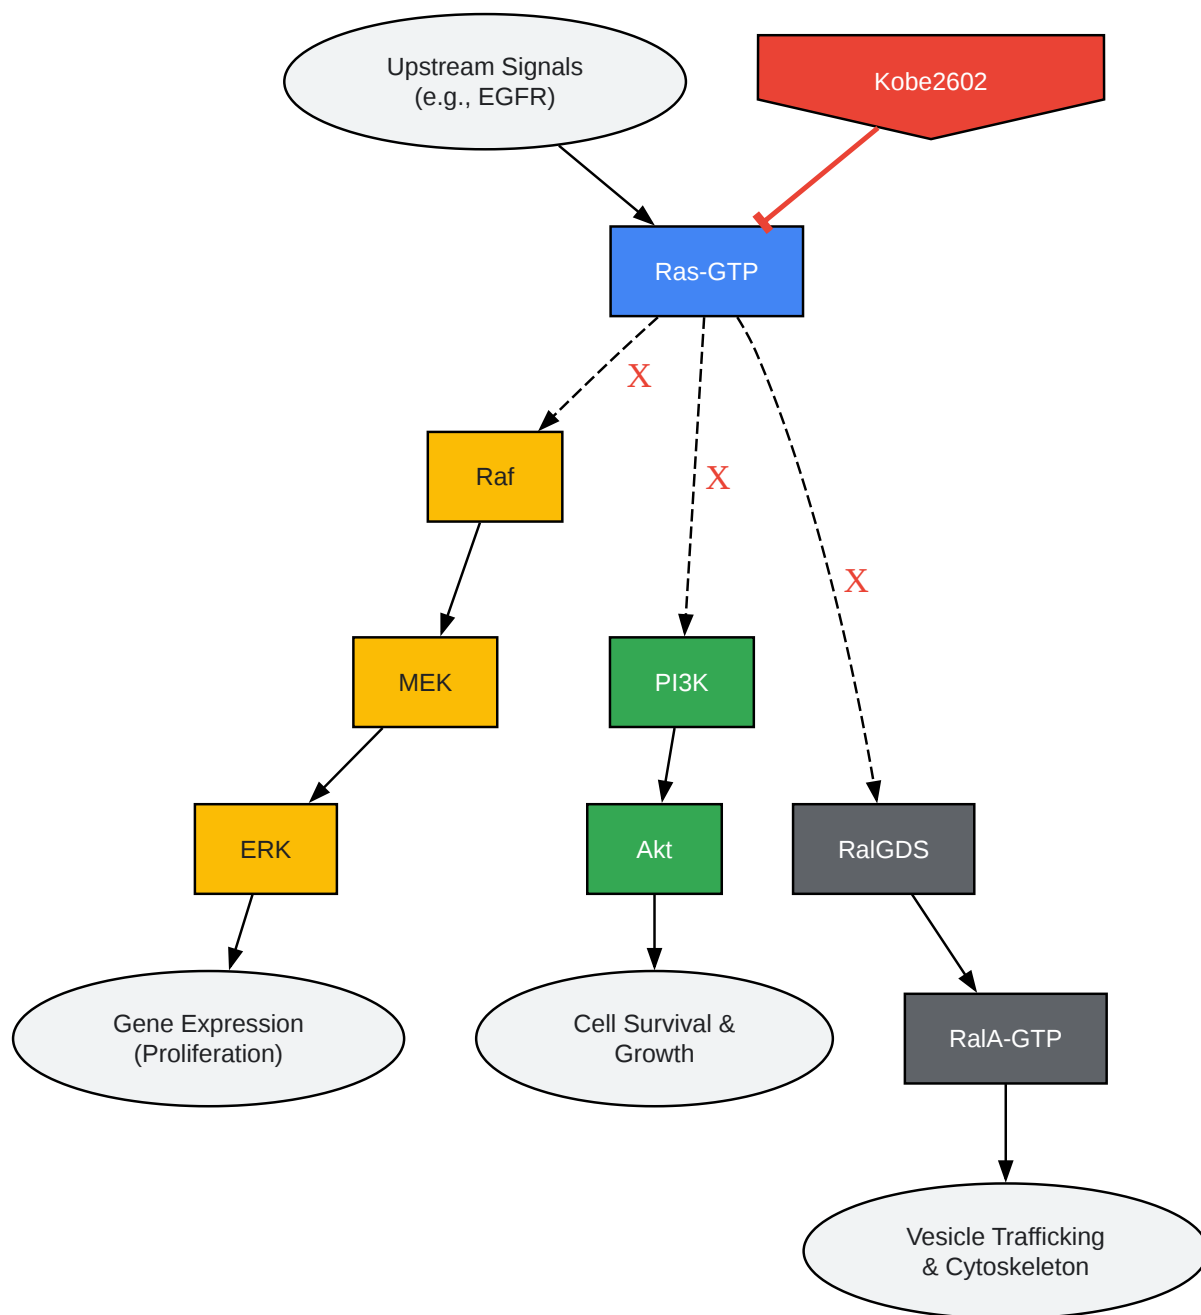 Upstream Signals
(e.g., EGFR)
Kobe2602
Ras-GTP
X
Raf
X
X
MEK
PI3K
ERK
Akt
RalGDS
Gene Expression
(Proliferation)
Cell Survival &
Growth
RalA-GTP
Vesicle Trafficking
& Cytoskeleton